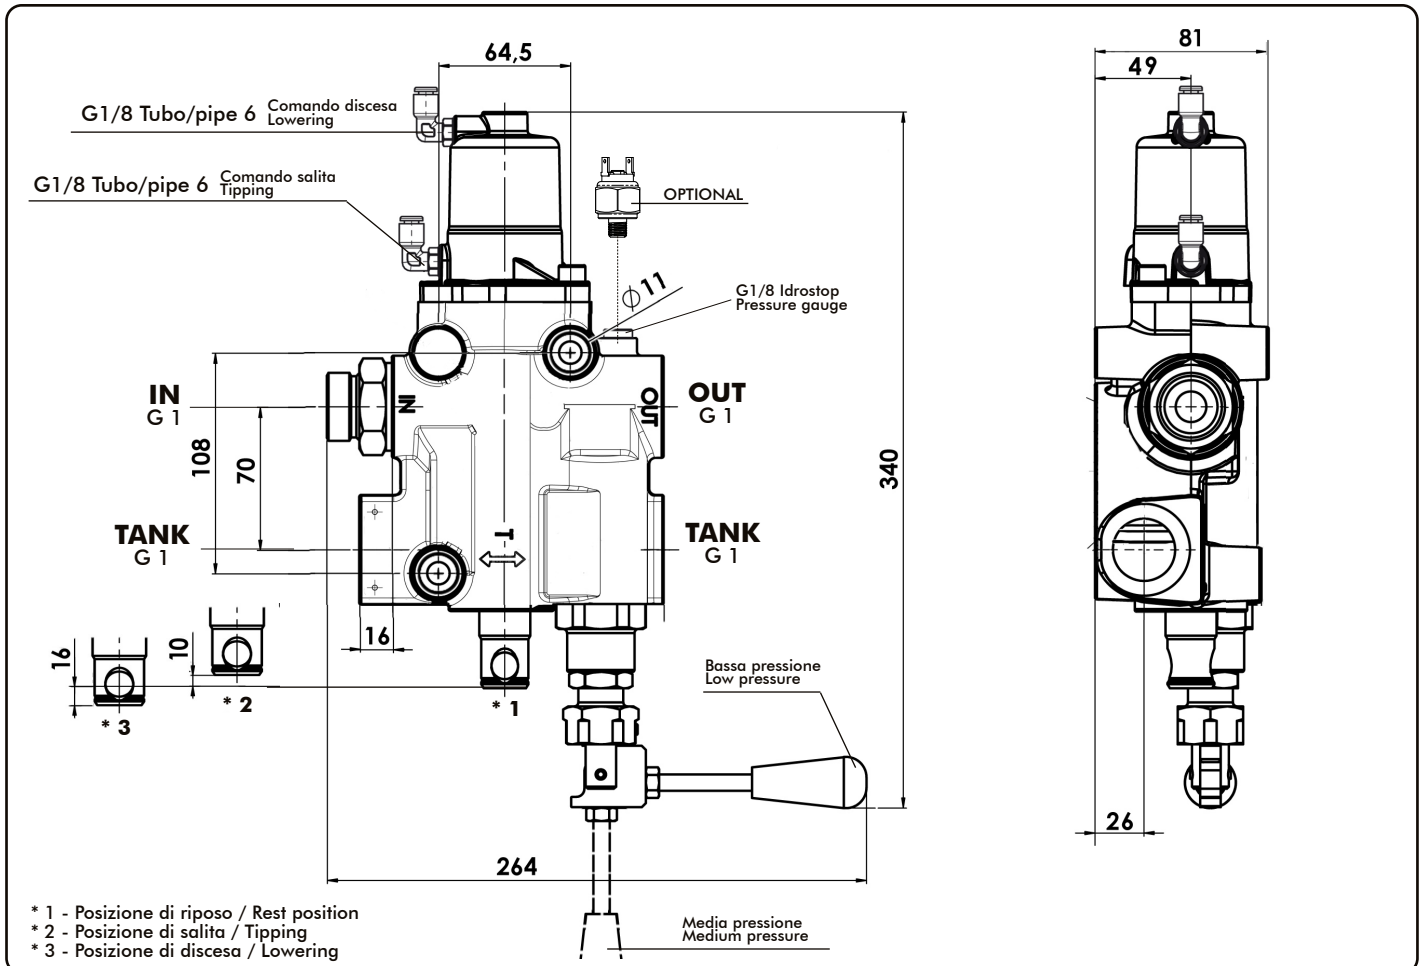 64,5
81
49
G1/8 Tubo/pipe 6 Comando discesa
Lowering
G1/8 Tubo/pipe 6 Comando salita
Tipping
OPTIONAL
∅ 11
G1/8 Idrostop
Pressure gauge
IN
G 1
IN
OUT
OUT
G 1
108
70
340
TANK
G 1
T
TANK
G 1
16
10
16
* 1
* 2
* 3
Bassa pressione
Low pressure
26
264
* 1 - Posizione di riposo / Rest position
* 2 - Posizione di salita / Tipping
* 3 - Posizione di discesa / Lowering
Media pressione
Medium pressure